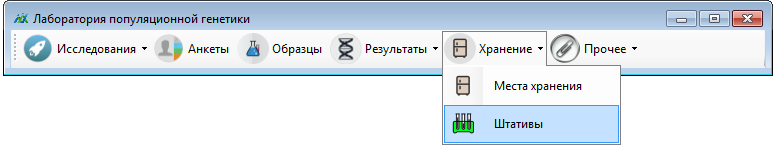 Лаборатория популяционной генетики
Исследования Анкеты Образцы Результаты Хранение Прочее
Места хранения
Штативы